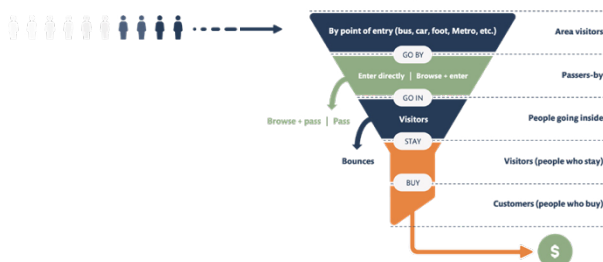 By point of entry (bus, car, foot, Metro, etc.)
Area visitors
GO BY
Enter directly | Browse + enter
Passers-by
GO IN
Browse + pass | Pass
Visitors
People going inside
STAY
Bounces
Visitors (people who stay)
BUY
Customers (people who buy)
$